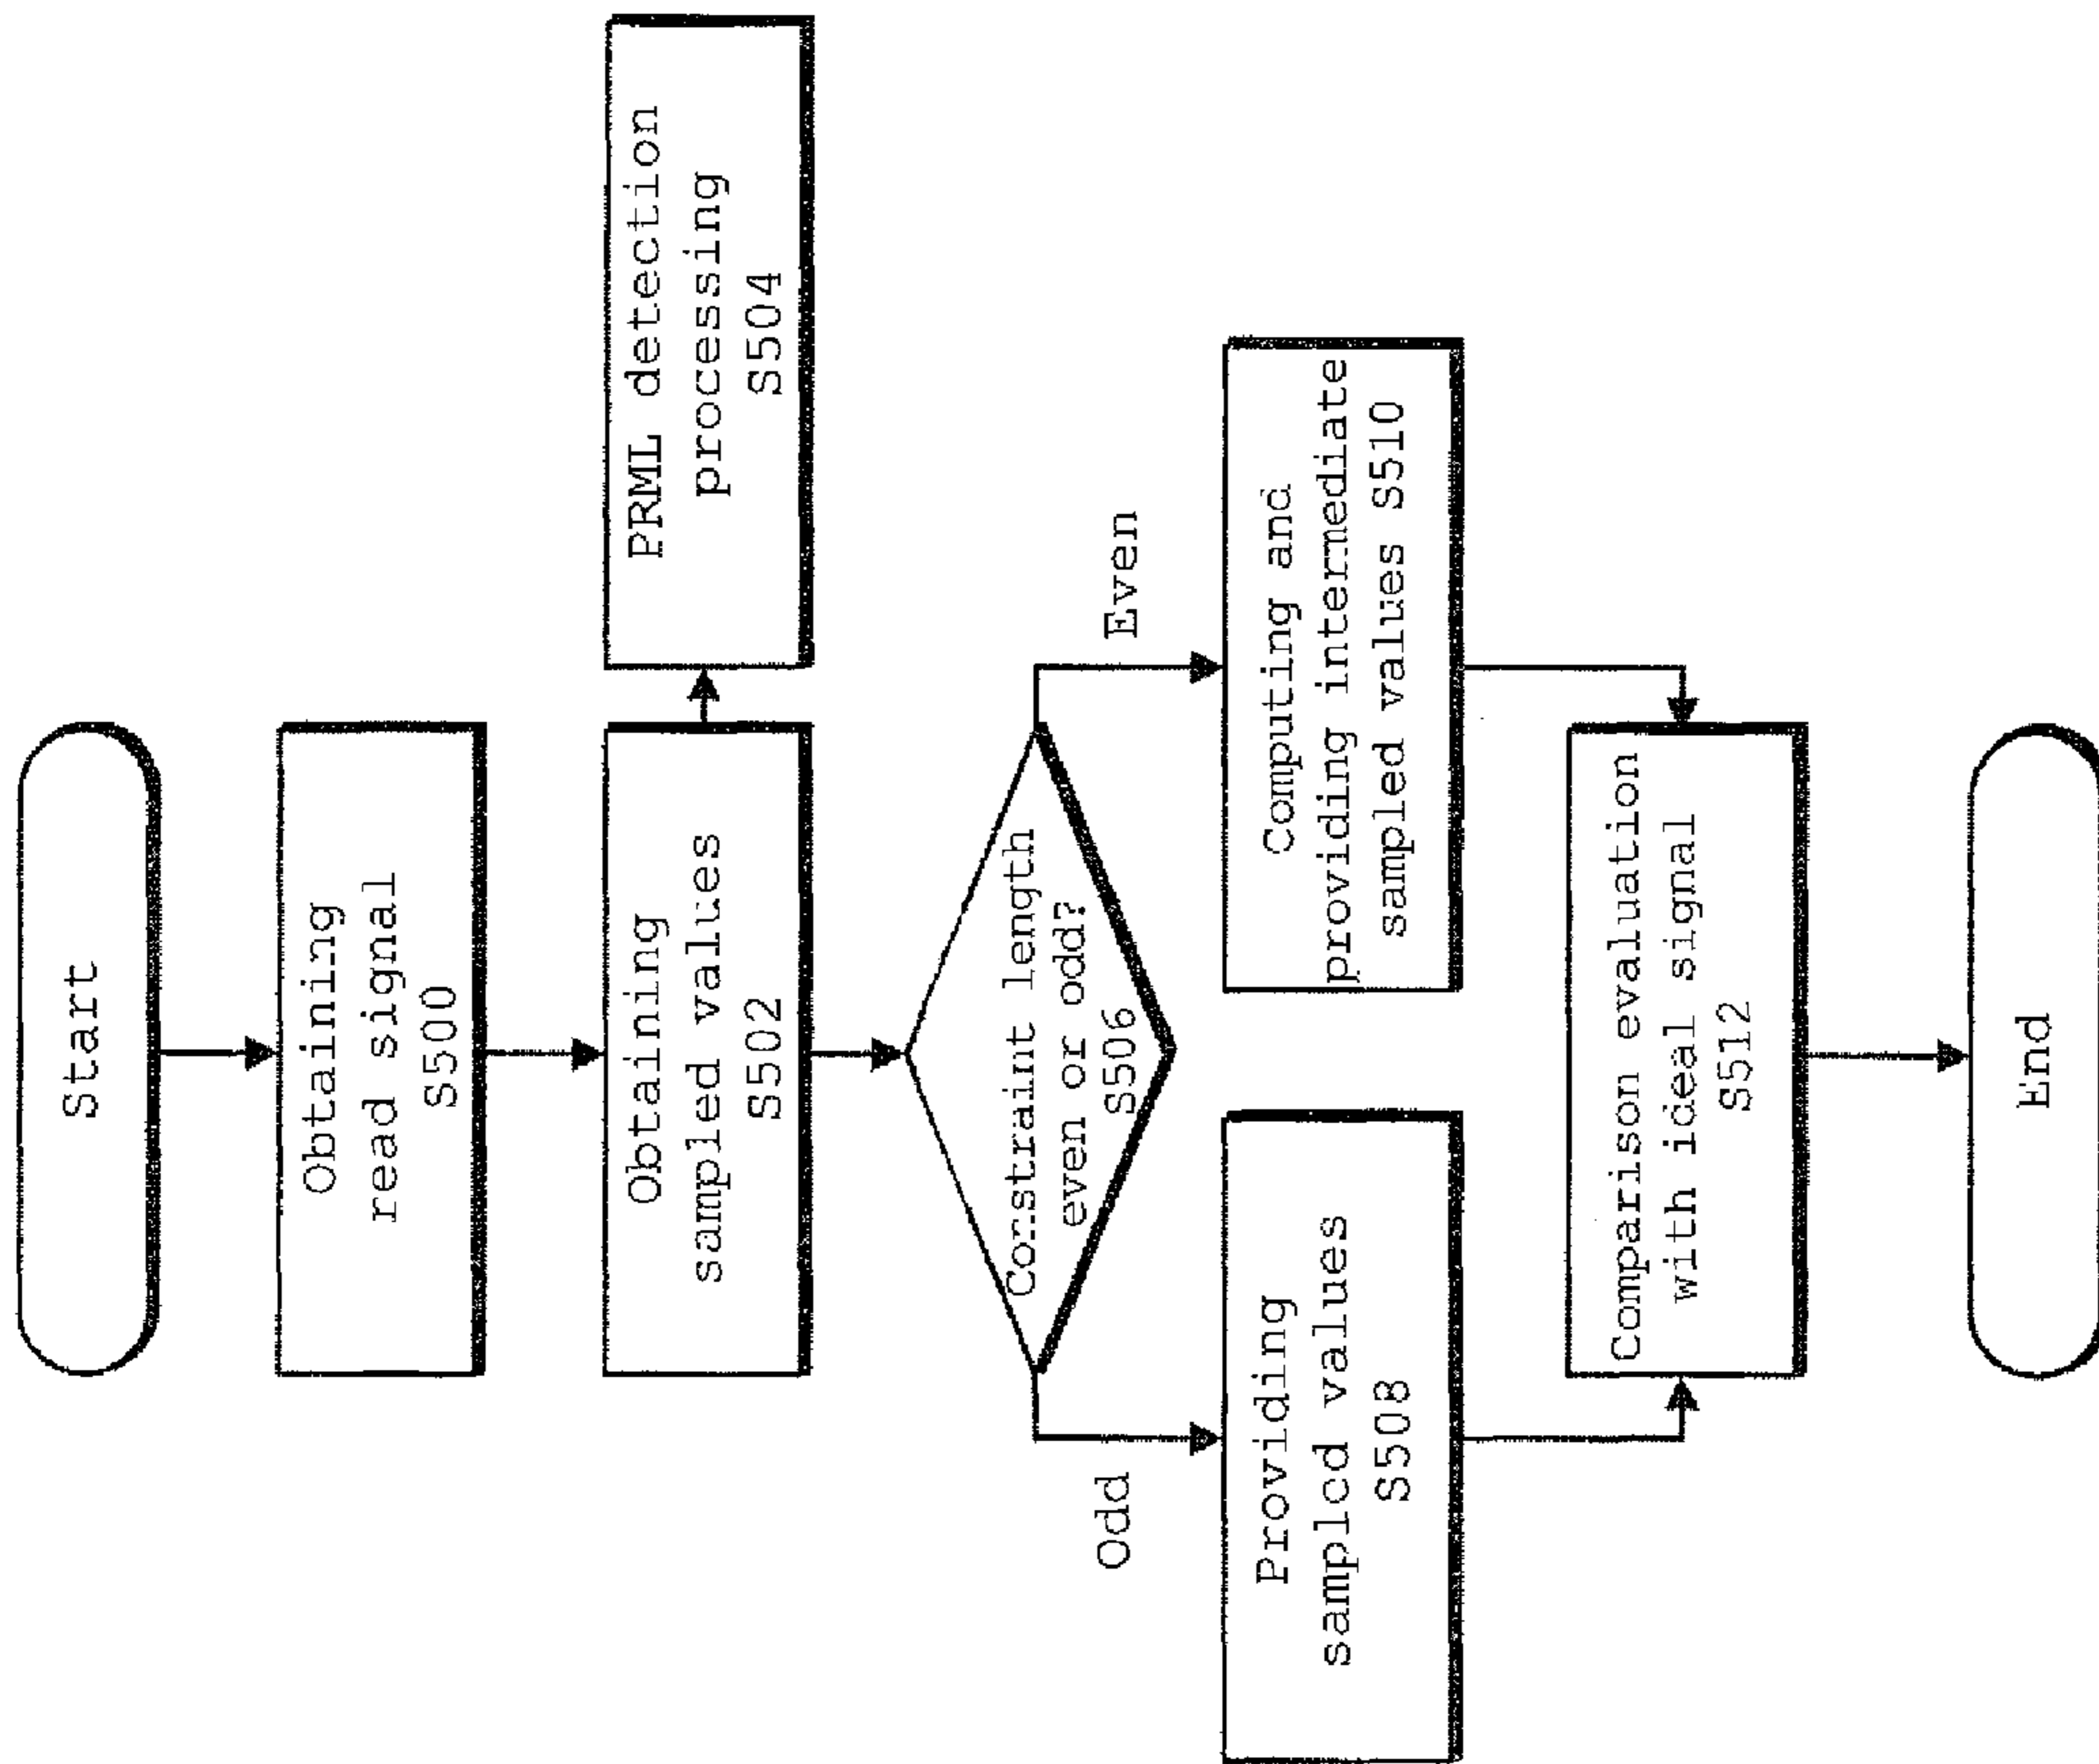 Start
Obtaining
read signal
S500
Obtaining
sampled values
S502
PRML detection
processing
S504
Constraint length
even or odd?
S506
Odd
Even
Providing
sampled values
S508
Computing and
providing intermediate
sampled values S510
Comparison evaluation
with ideal signal
S512
End